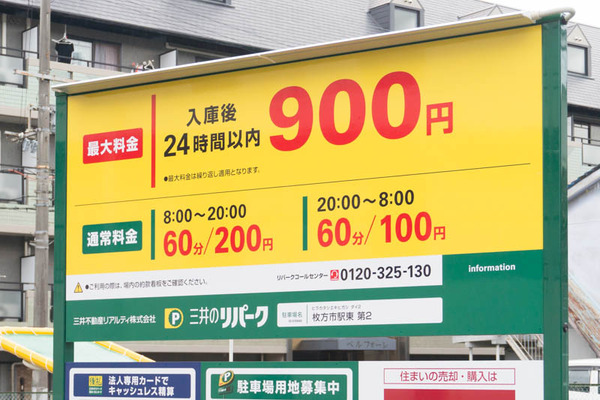 最大料金
入庫後
24時間以内
900円
●最大料金は繰り返し適用となります。
通常料金
8:00〜20:00
60分/200円
20:00〜8:00
60分/100円
●ご利用の際は、場内の約款看板をご確認ください。
リパークコールセンター 0120-325-130
information
三井不動産リアルティ株式会社
P 三井のリパーク
駐車場名
枚方市駅東 第2
法人専用カードで
キャッシュレス精算
P 駐車場用地募集中
住まいの売却・購入は